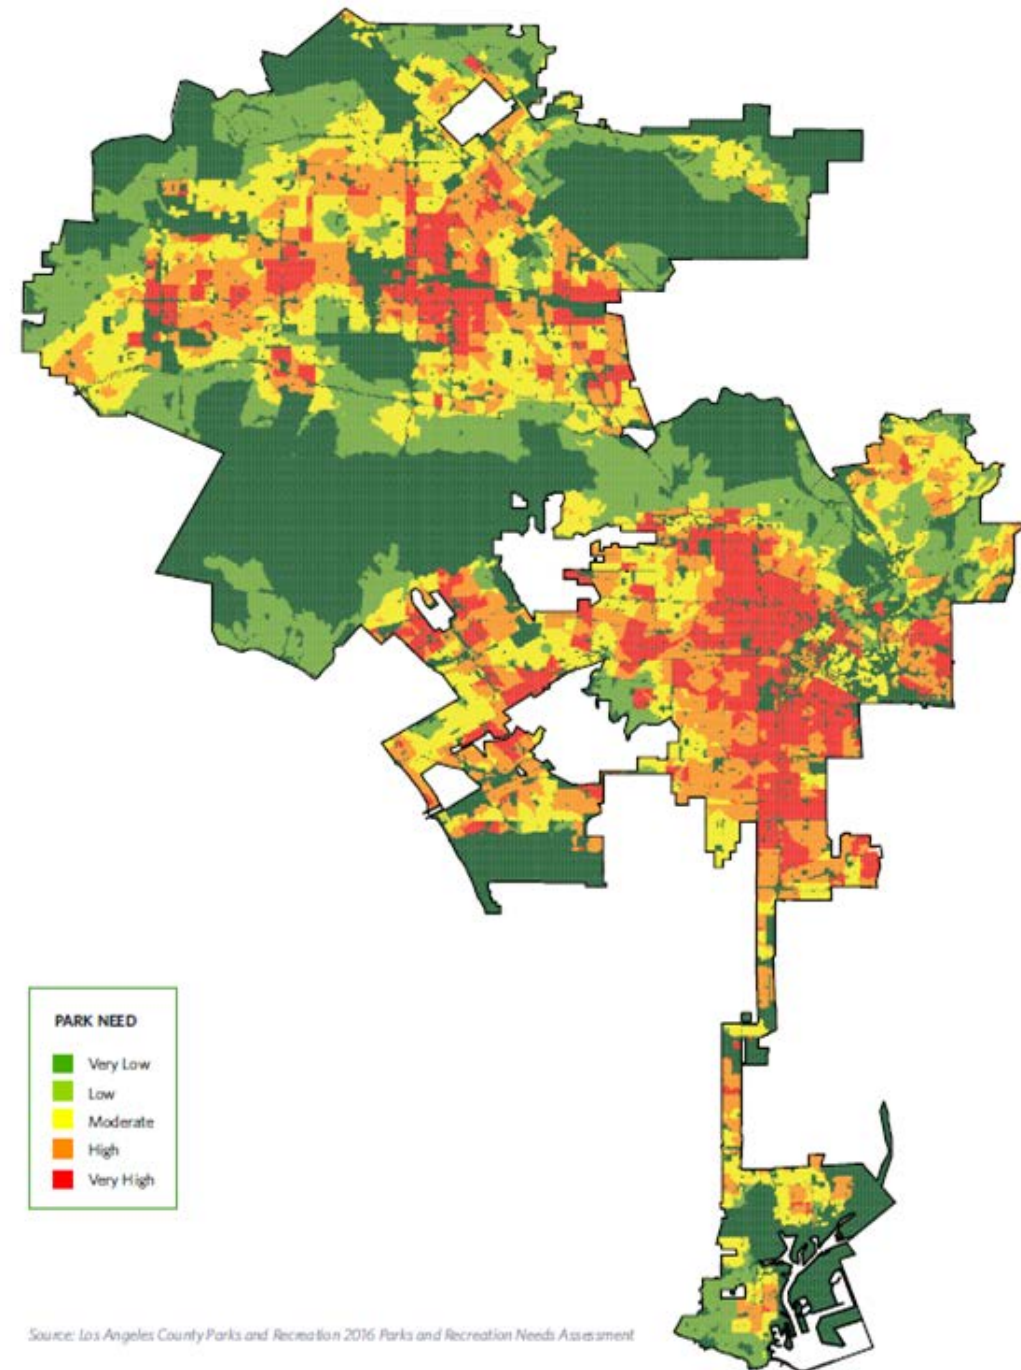 PARK NEED
Very Low
Low
Moderate
High
Very High
Source: Los Angeles County Parks and Recreation 2016 Parks and Recreation Needs Assessment